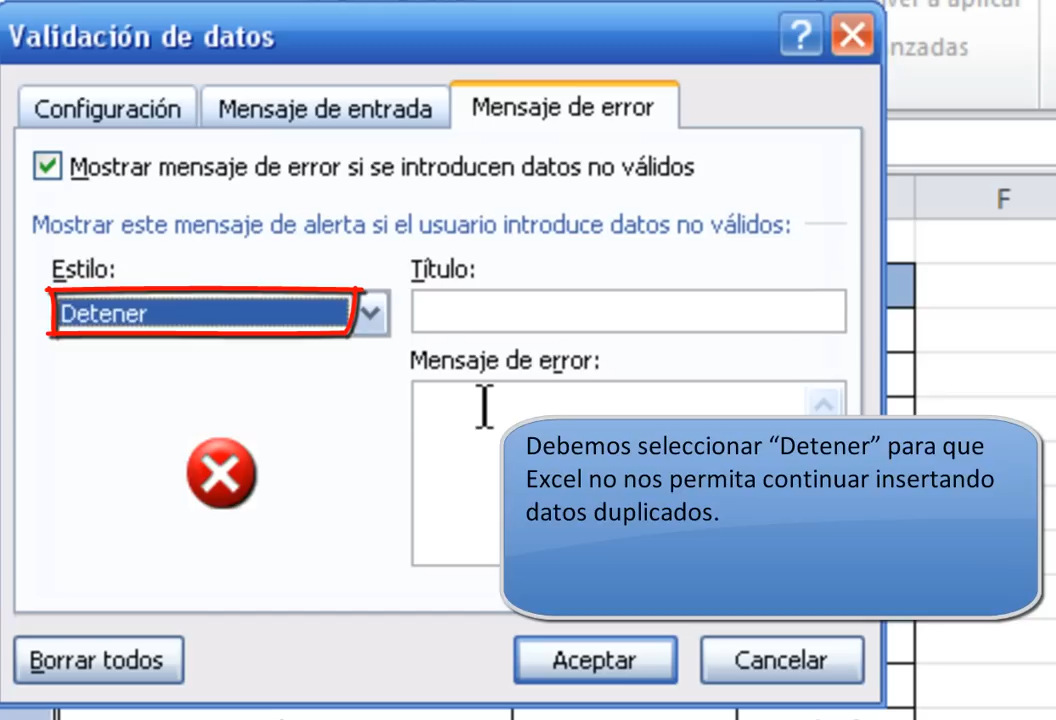 ver a aplicar
Validación de datos
nzadas
Configuración
Mensaje de entrada
Mensaje de error
Mostrar mensaje de error si se introducen datos no válidos
F
Mostrar este mensaje de alerta si el usuario introduce datos no válidos:
Estilo:
Título:
Detener
Mensaje de error:
Debemos seleccionar “Detener” para que
Excel no nos permita continuar insertando
datos duplicados.
Borrar todos
Aceptar
Cancelar